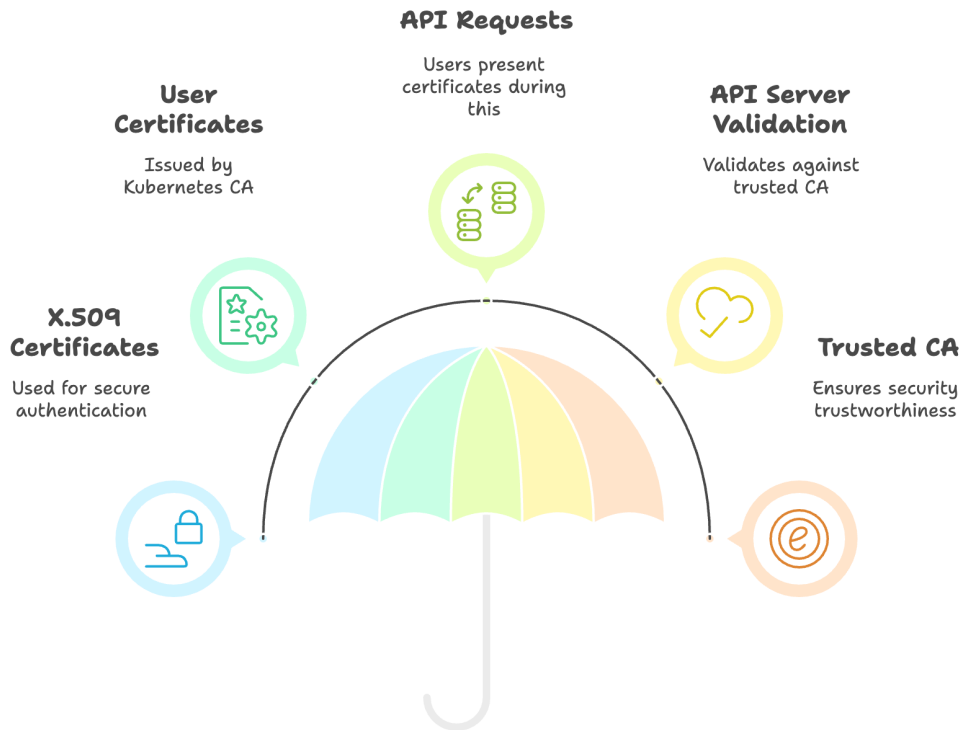 API Requests
Users present
certificates during
this
User
Certificates
Issued by
Kubernetes CA
API Server
Validation
Validates against
trusted CA
X.509
Certificates
Used for secure
authentication
Trusted CA
Ensures security
trustworthiness
e